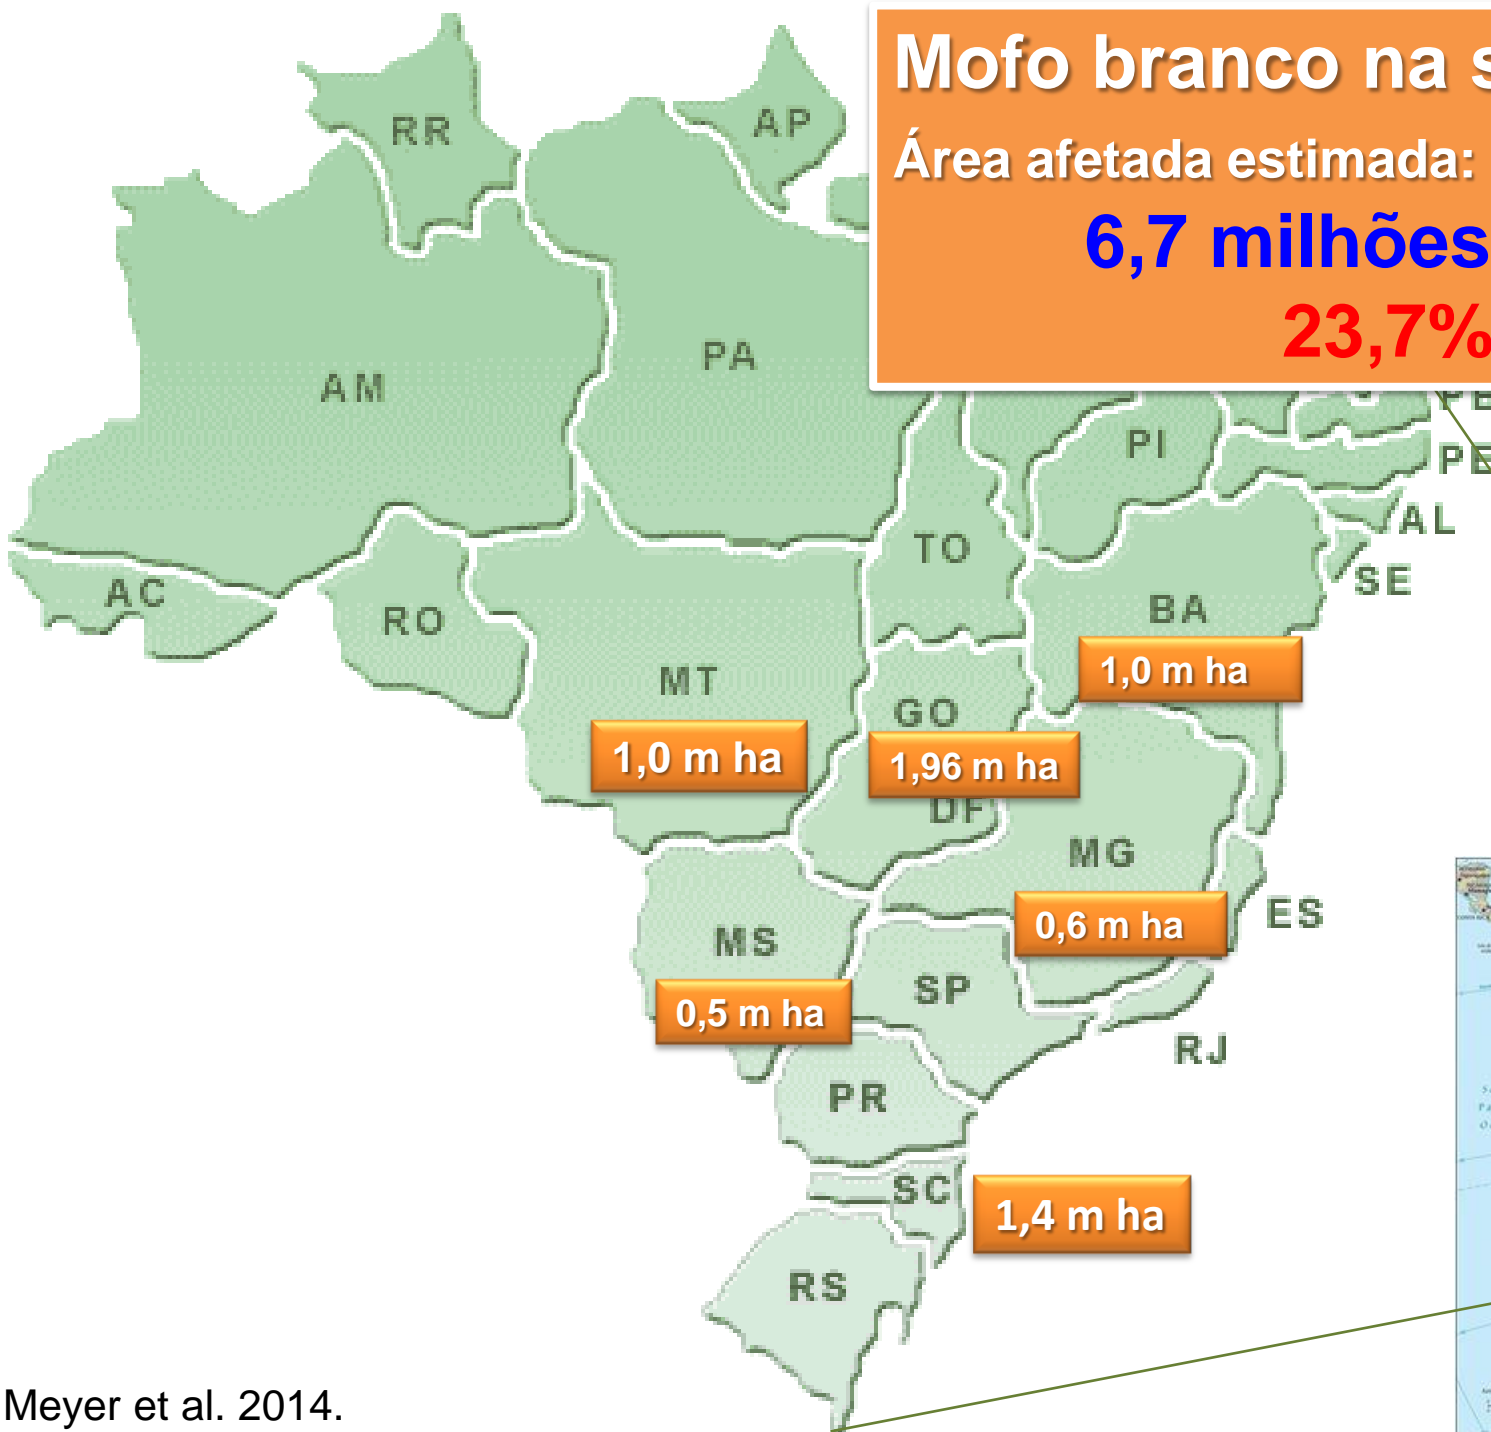 Mofo branco na s
Área afetada estimada:
6,7 milhões
23,7%
RR
AP
AM
PA
PI
PE
AL
TO
SE
AC
RO
BA
1,0 m ha
MT
GO
1,0 m ha
1,96 m ha
DF
MG
0,6 m ha
ES
MS
SP
0,5 m ha
RJ
PR
SC
1,4 m ha
RS
Meyer et al. 2014.